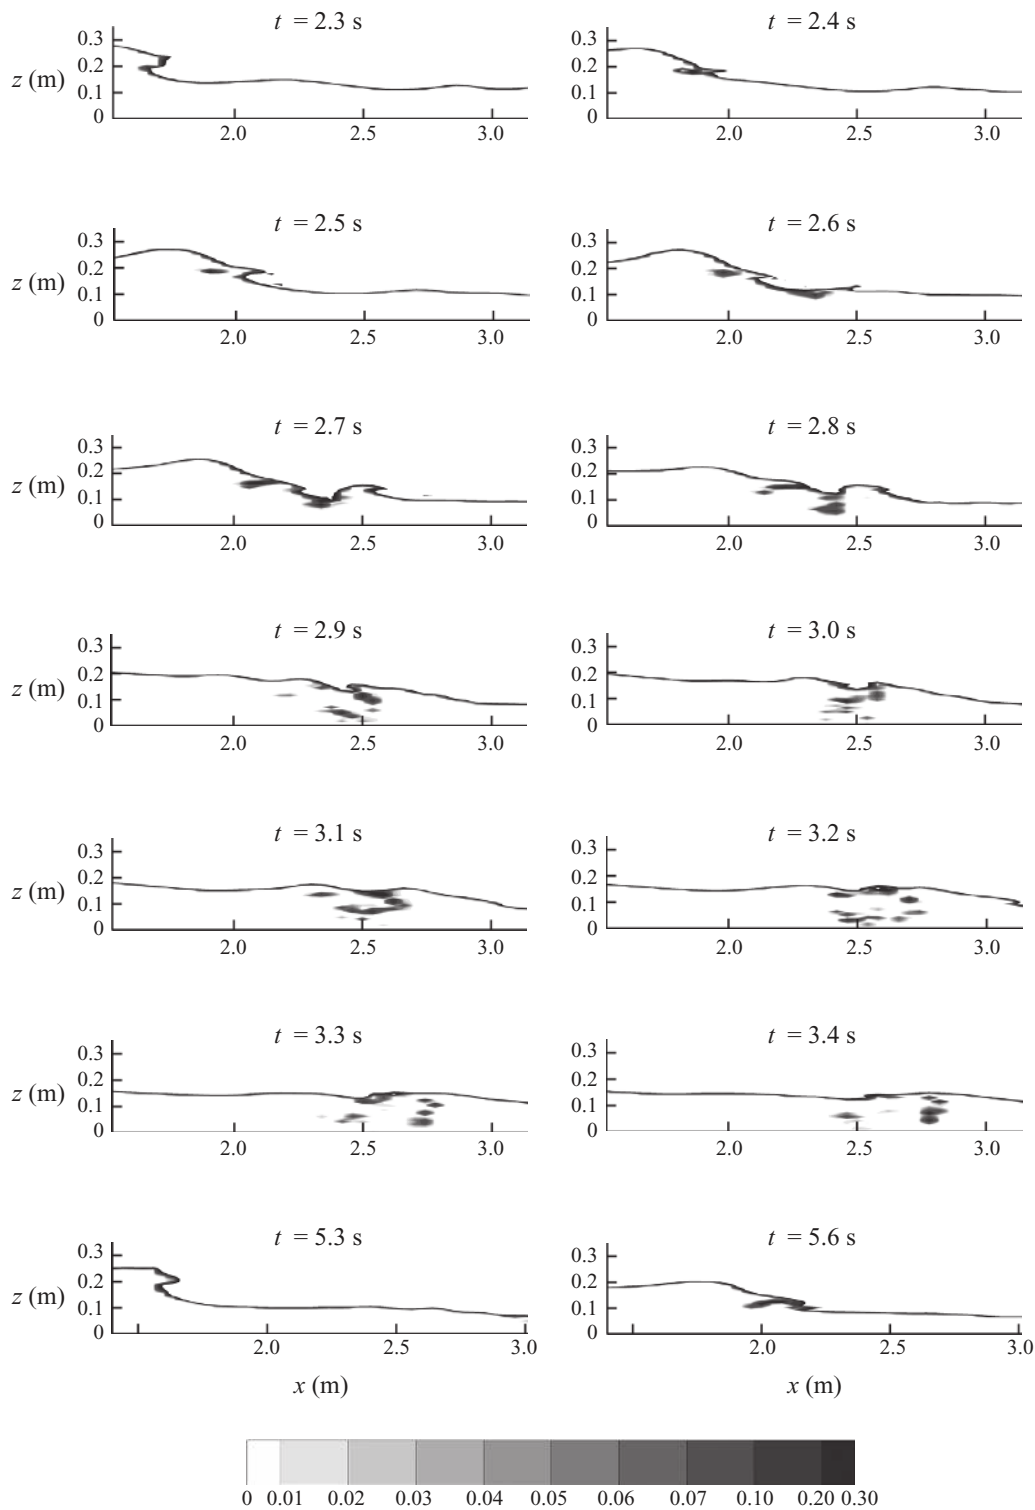 t = 2.3 s t = 2.4 s
0.3 0.3
z (m) 0.2 0.2
0.1 0.1
0 0
2.0 2.5 3.0 2.0 2.5 3.0
t = 2.5 s t = 2.6 s
0.3 0.3
z (m) 0.2 0.2
0.1 0.1
0 0
2.0 2.5 3.0 2.0 2.5 3.0
t = 2.7 s t = 2.8 s
0.3 0.3
z (m) 0.2 0.2
0.1 0.1
0 0
2.0 2.5 3.0 2.0 2.5 3.0
t = 2.9 s t = 3.0 s
0.3 0.3
z (m) 0.2 0.2
0.1 0.1
0 0
2.0 2.5 3.0 2.0 2.5 3.0
t = 3.1 s t = 3.2 s
0.3 0.3
z (m) 0.2 0.2
0.1 0.1
0 0
2.0 2.5 3.0 2.0 2.5 3.0
t = 3.3 s t = 3.4 s
0.3 0.3
z (m) 0.2 0.2
0.1 0.1
0 0
2.0 2.5 3.0 2.0 2.5 3.0
t = 5.3 s t = 5.6 s
0.3 0.3
z (m) 0.2 0.2
0.1 0.1
0 0
2.0 2.5 3.0 2.0 2.5 3.0
x (m) x (m)
0 0.01 0.02 0.03 0.04 0.05 0.06 0.07 0.10 0.20 0.30